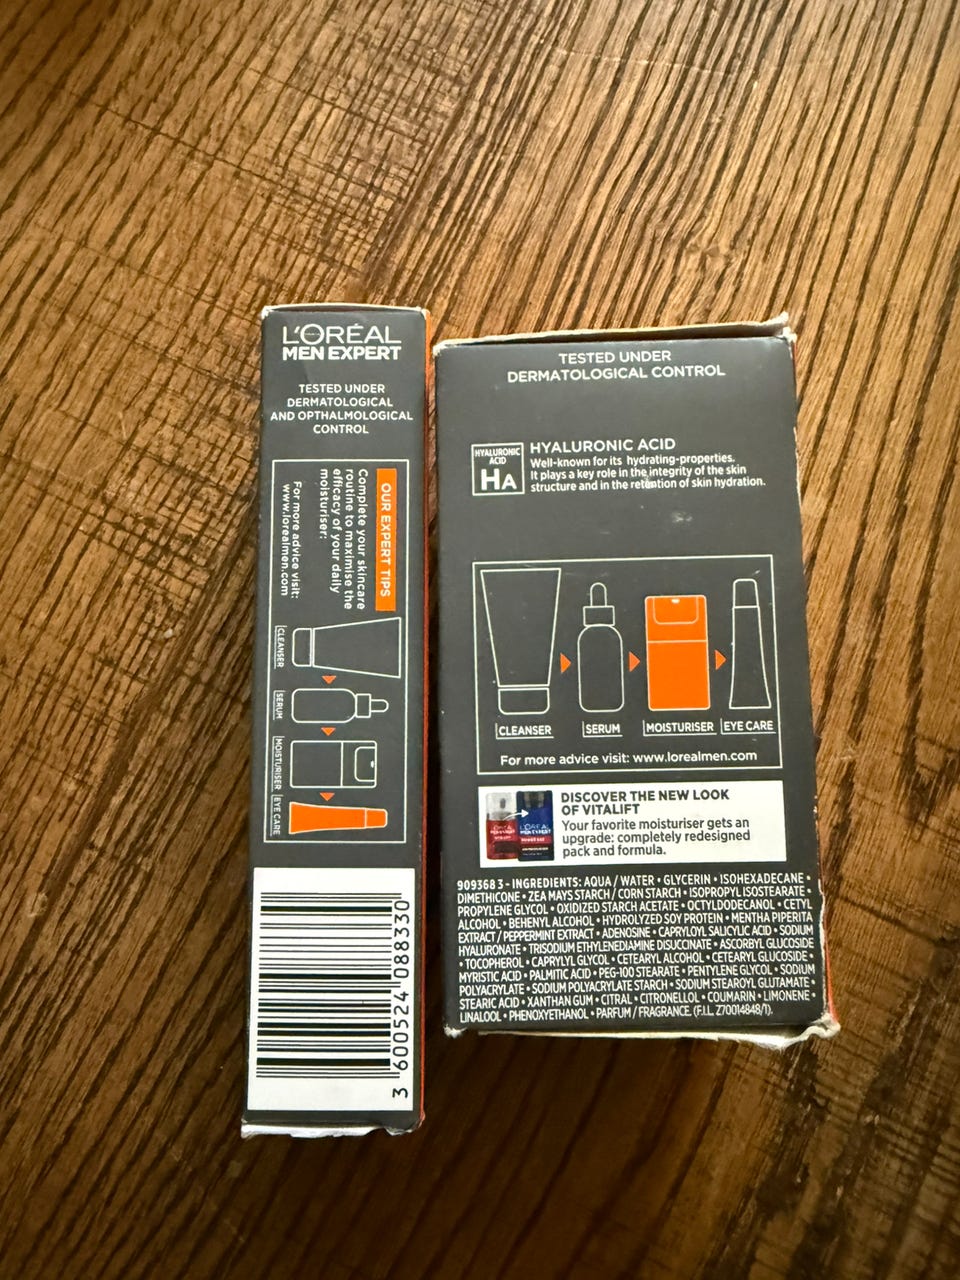 L'ORÉAL
MEN EXPERT
TESTED UNDER
DERMATOLOGICAL
AND OPTHALMOLOGICAL
CONTROL
OUR EXPERT TIPS
Complete your skincare
routine to maximise the
efficacy of your daily
moisturiser:
For more advice visit:
www.lorealmen.com
CLEANSER
SERUM
MOISTURISER
EYE CARE
3 600524 088330
TESTED UNDER
DERMATOLOGICAL CONTROL
HYALURONIC
ACID
HA
HYALURONIC ACID
Well-known for its hydrating-properties.
It plays a key role in the integrity of the skin
structure and in the retention of skin hydration.
CLEANSER
SERUM
MOISTURISER
EYE CARE
For more advice visit: www.lorealmen.com
DISCOVER THE NEW LOOK
OF VITALIFT
Your favorite moisturiser gets an
upgrade: completely redesigned
pack and formula.
L'ORÉAL
MEN EXPERT
909368 3 - INGREDIENTS: AQUA / WATER • GLYCERIN • ISOHEXADECANE •
DIMETHICONE • ZEA MAYS STARCH / CORN STARCH • ISOPROPYL ISOSTEARATE •
PROPYLENE GLYCOL • OXIDIZED STARCH ACETATE • OCTYLDODECANOL • CETYL
ALCOHOL • BEHENYL ALCOHOL • HYDROLYZED SOY PROTEIN • MENTHA PIPERITA
EXTRACT / PEPPERMINT EXTRACT • ADENOSINE • CAPRYLOYL SALICYLIC ACID • SODIUM
HYALURONATE • TRISODIUM ETHYLENEDIAMINE DISUCCINATE • ASCORBYL GLUCOSIDE
• TOCOPHEROL • CAPRYLYL GLYCOL • CETEARYL ALCOHOL • CETEARYL GLUCOSIDE •
MYRISTIC ACID • PALMITIC ACID • PEG-100 STEARATE • PENTYLENE GLYCOL • SODIUM
POLYACRYLATE • SODIUM POLYACRYLATE STARCH • SODIUM STEAROYL GLUTAMATE •
STEARIC ACID • XANTHAN GUM • CITRAL • CITRONELLOL • COUMARIN • LIMONENE •
LINALOOL • PHENOXYETHANOL • PARFUM / FRAGRANCE. (F.I.L. Z70014848/1).